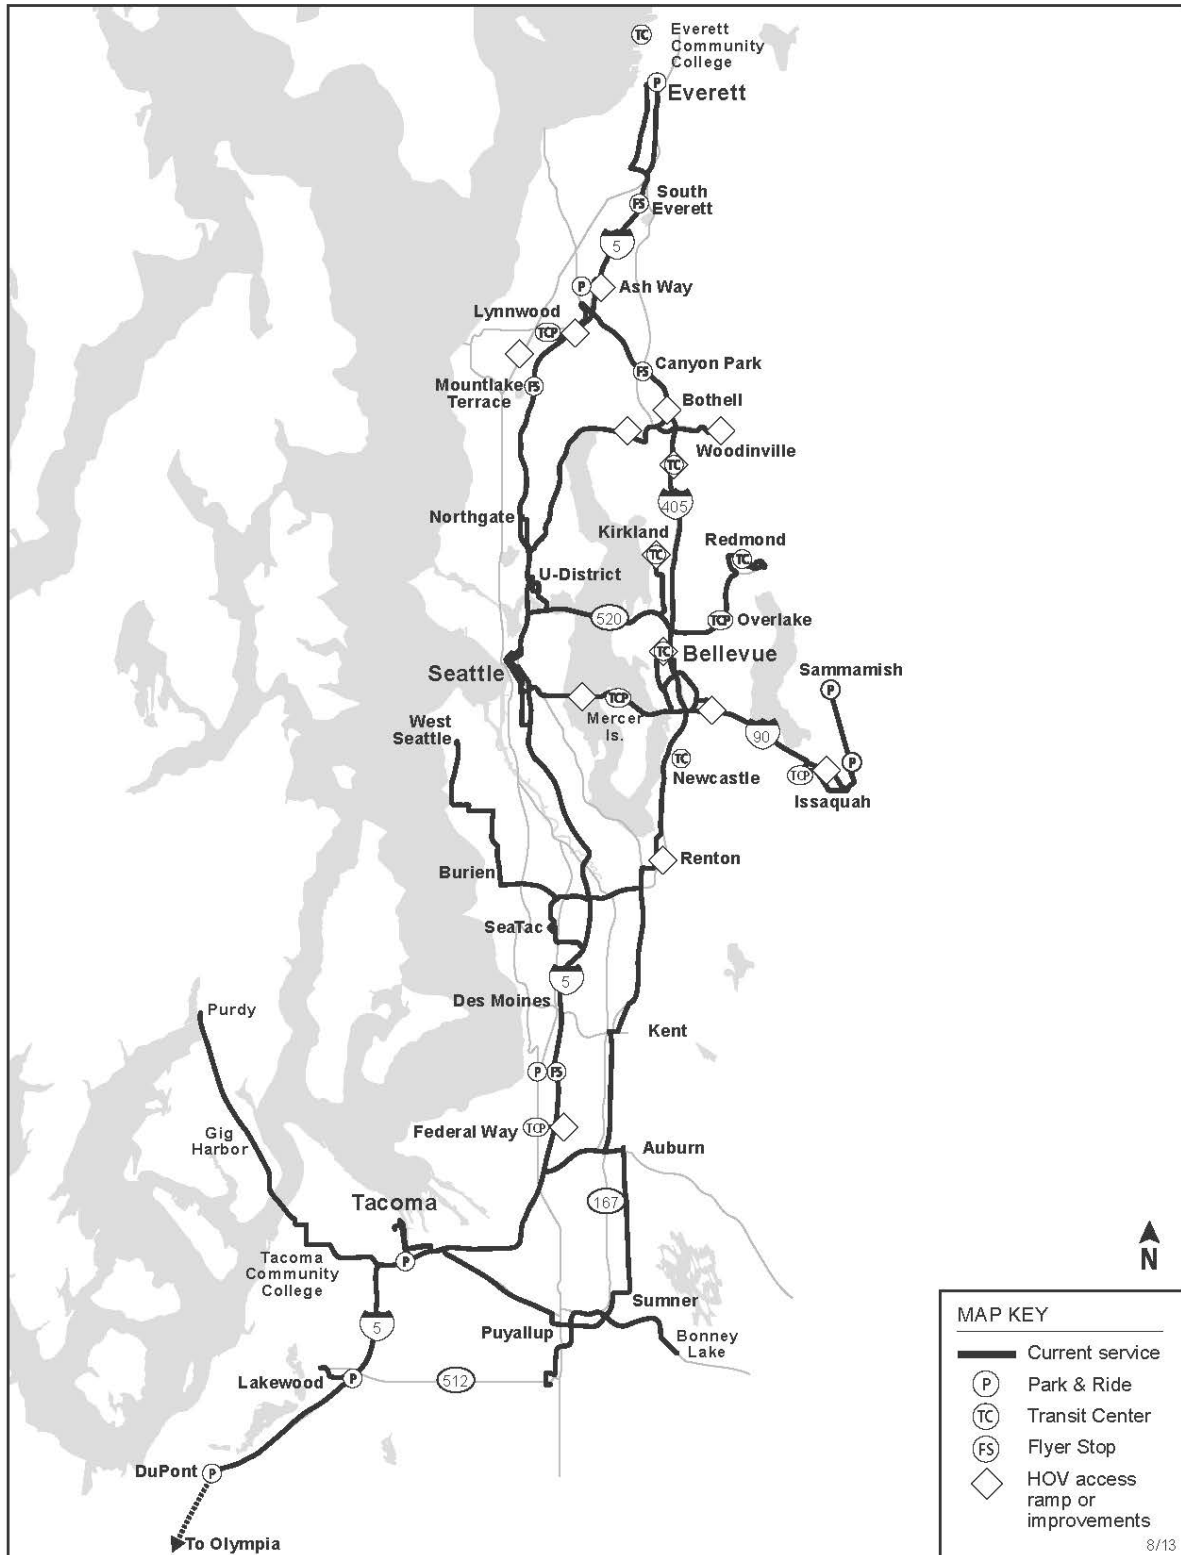 TC
Everett
Community
College
P
Everett
South
Everett
FS
5
P
Ash Way
Lynnwood
TCP
Canyon Park
FS
Mountlake
Terrace
FS
Bothell
Woodinville
TC
405
Northgate
Kirkland
TC
Redmond
TC
U-District
520
TCP
Overlake
TC
Bellevue
Seattle
Sammamish
P
TCP
Mercer
Is.
West
Seattle
90
TC
Newcastle
P
TCP
Issaquah
Renton
Burien
SeaTac
5
Des Moines
Purdy
Kent
P
FS
Federal Way
TCP
Gig
Harbor
Auburn
167
Tacoma
Tacoma
Community
College
P
Sumner
5
Puyallup
Bonney
Lake
Lakewood
P
512
DuPont
P
To Olympia
N
MAP KEY
Current service
P
Park & Ride
TC
Transit Center
FS
Flyer Stop
HOV access
ramp or
improvements
8/13